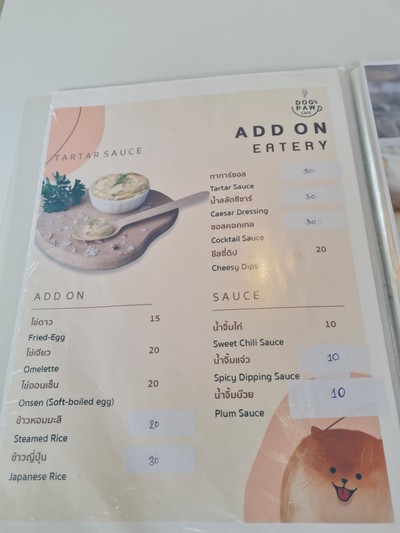 DOG's
PAW
CAFE
ADD ON
EATERY
TARTAR SAUCE
ทาทาร์ซอส 30
Tartar Sauce
น้ำสลัดซีซาร์ 30
Caesar Dressing
ซอสคอกเทล 30
Cocktail Sauce
ชีสซี่ดิป 20
Cheesy Dips
ADD ON
ไข่ดาว 15
Fried-Egg
ไข่เจียว 20
Omelette
ไข่ออนเซ็น 20
Onsen (Soft-boiled egg)
ข้าวหอมมะลิ 20
Steamed Rice
ข้าวญี่ปุ่น 30
Japanese Rice
SAUCE
น้ำจิ้มไก่ 10
Sweet Chili Sauce
น้ำจิ้มแจ่ว 10
Spicy Dipping Sauce
น้ำจิ้มบ๊วย 10
Plum Sauce